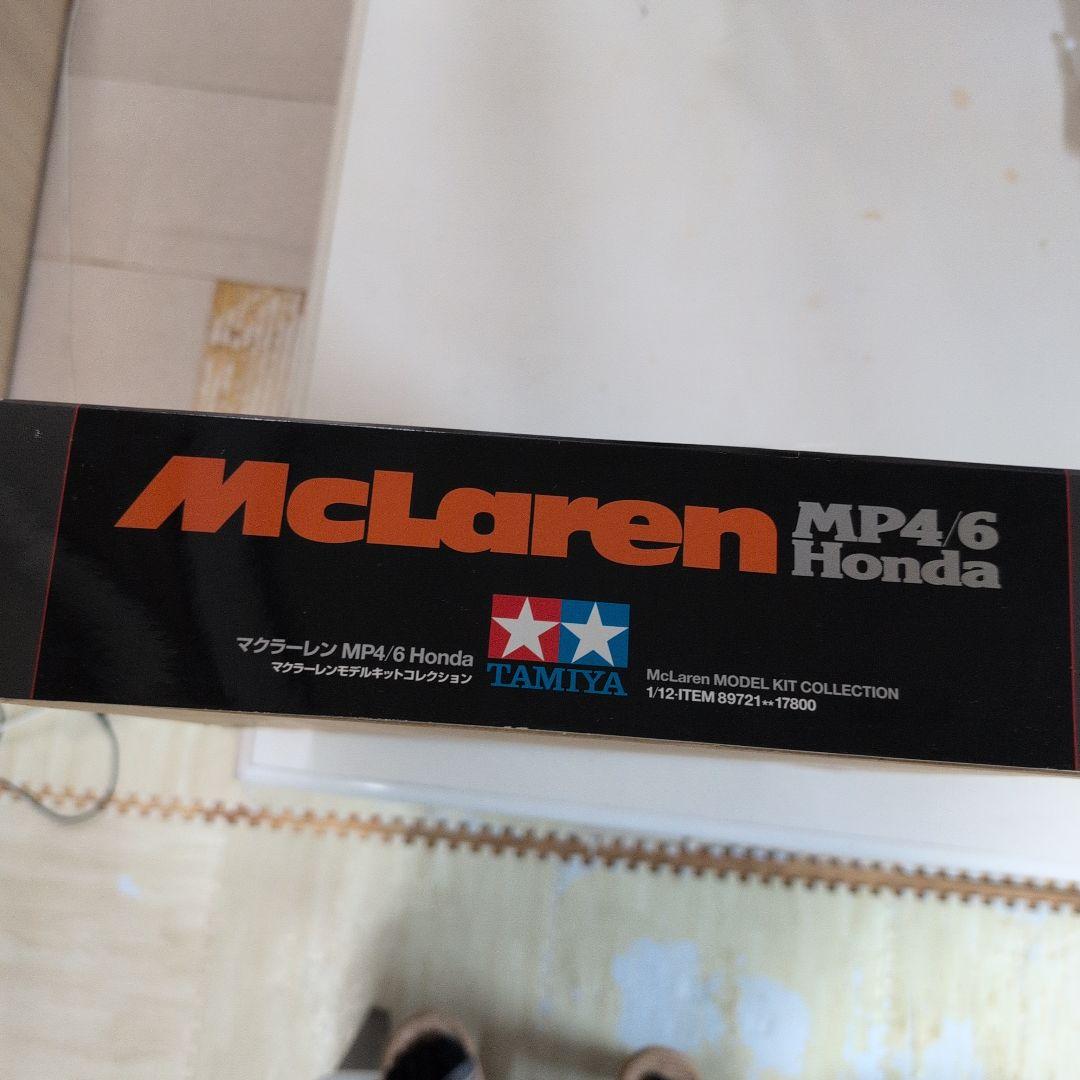 McLaren MP4/6
Honda
マクラーレン MP4/6 Honda
マクラーレンモデルキットコレクション
TAMIYA
McLaren MODEL KIT COLLECTION
1/12・ITEM 89721**17800